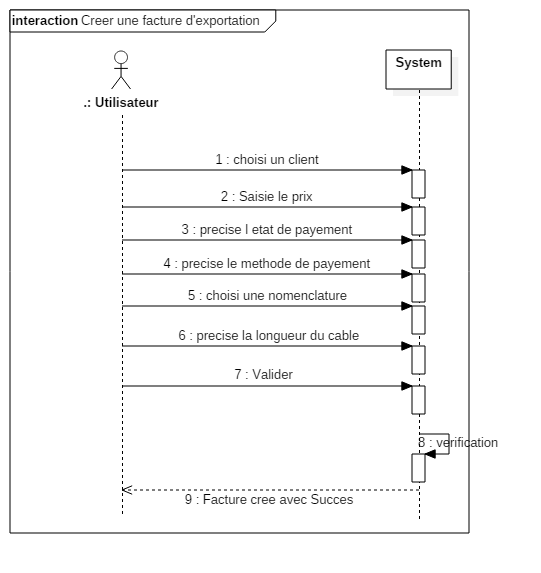 interaction Creer une facture d'exportation
System
.: Utilisateur
1 : choisi un client
2 : Saisie le prix
3 : precise l etat de payement
4 : precise le methode de payement
5 : choisi une nomenclature
6 : precise la longueur du cable
7 : Valider
8 : verification
9 : Facture cree avec Succes